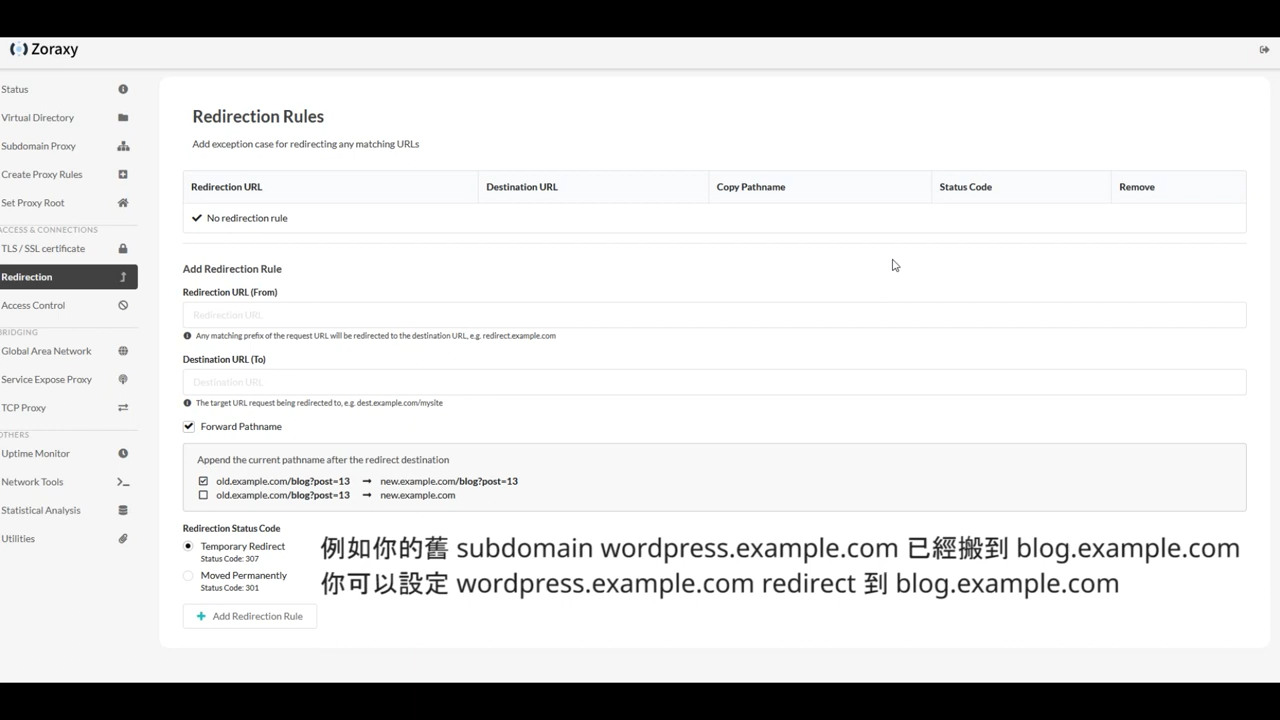 Zoraxy
Status
Virtual Directory
Subdomain Proxy
Create Proxy Rules
Set Proxy Root
ACCESS & CONNECTIONS
TLS / SSL certificate
Redirection
Access Control
BRIDGING
Global Area Network
Service Expose Proxy
TCP Proxy
OTHERS
Uptime Monitor
Network Tools
Statistical Analysis
Utilities
Redirection Rules
Add exception case for redirecting any matching URLs
Redirection URL Destination URL Copy Pathname Status Code Remove
No redirection rule
Add Redirection Rule
Redirection URL (From)
Redirection URL
Any matching prefix of the request URL will be redirected to the destination URL, e.g. redirect.example.com
Destination URL (To)
Destination URL
The target URL request being redirected to, e.g. dest.example.com/mysite
Forward Pathname
Append the current pathname after the redirect destination
old.example.com/blog?post=13 → new.example.com/blog?post=13
old.example.com/blog?post=13 → new.example.com
Redirection Status Code
Temporary Redirect
Status Code: 307
Moved Permanently
Status Code: 301
Add Redirection Rule
例如你的舊 subdomain wordpress.example.com 已經搬到 blog.example.com
你可以設定 wordpress.example.com redirect 到 blog.example.com